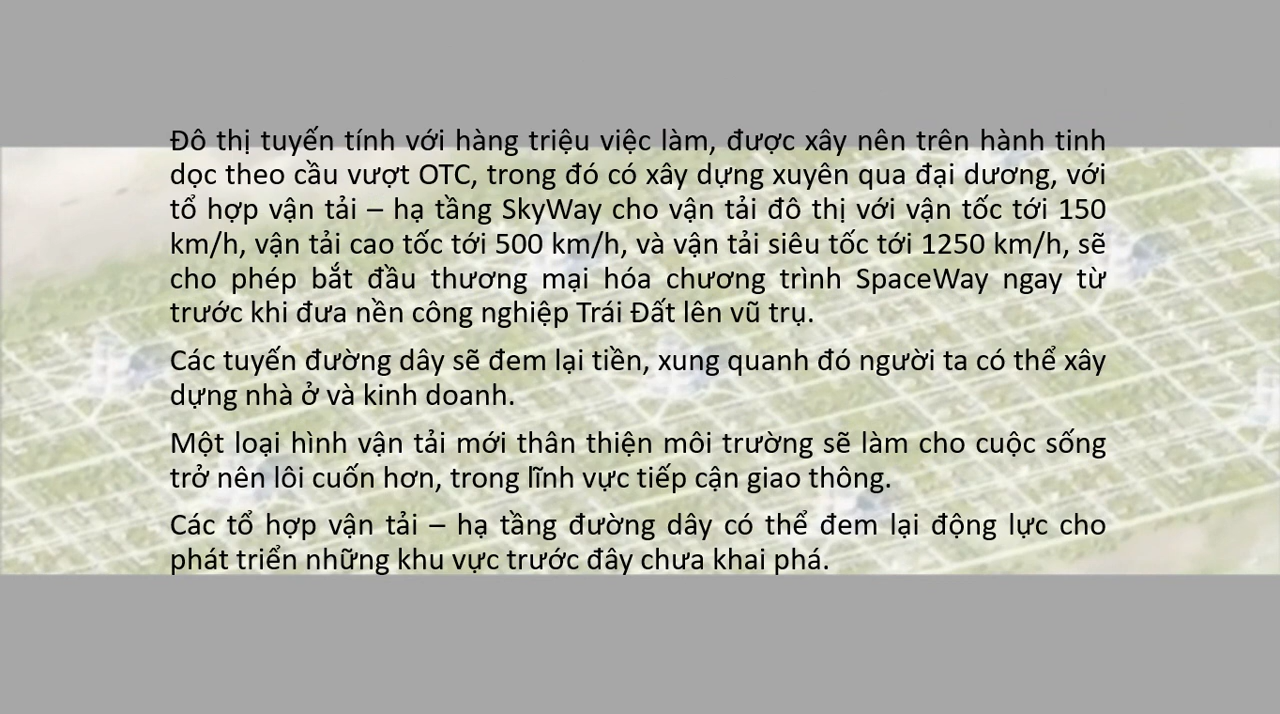 Đô thị tuyến tính với hàng triệu việc làm, được xây nên trên hành tinh
dọc theo cầu vượt OTC, trong đó có xây dựng xuyên qua đại dương, với
tổ hợp vận tải – hạ tầng SkyWay cho vận tải đô thị với vận tốc tới 150
km/h, vận tải cao tốc tới 500 km/h, và vận tải siêu tốc tới 1250 km/h, sẽ
cho phép bắt đầu thương mại hóa chương trình SpaceWay ngay từ
trước khi đưa nền công nghiệp Trái Đất lên vũ trụ.
Các tuyến đường dây sẽ đem lại tiền, xung quanh đó người ta có thể xây
dựng nhà ở và kinh doanh.
Một loại hình vận tải mới thân thiện môi trường sẽ làm cho cuộc sống
trở nên lôi cuốn hơn, trong lĩnh vực tiếp cận giao thông.
Các tổ hợp vận tải – hạ tầng đường dây có thể đem lại động lực cho
phát triển những khu vực trước đây chưa khai phá.